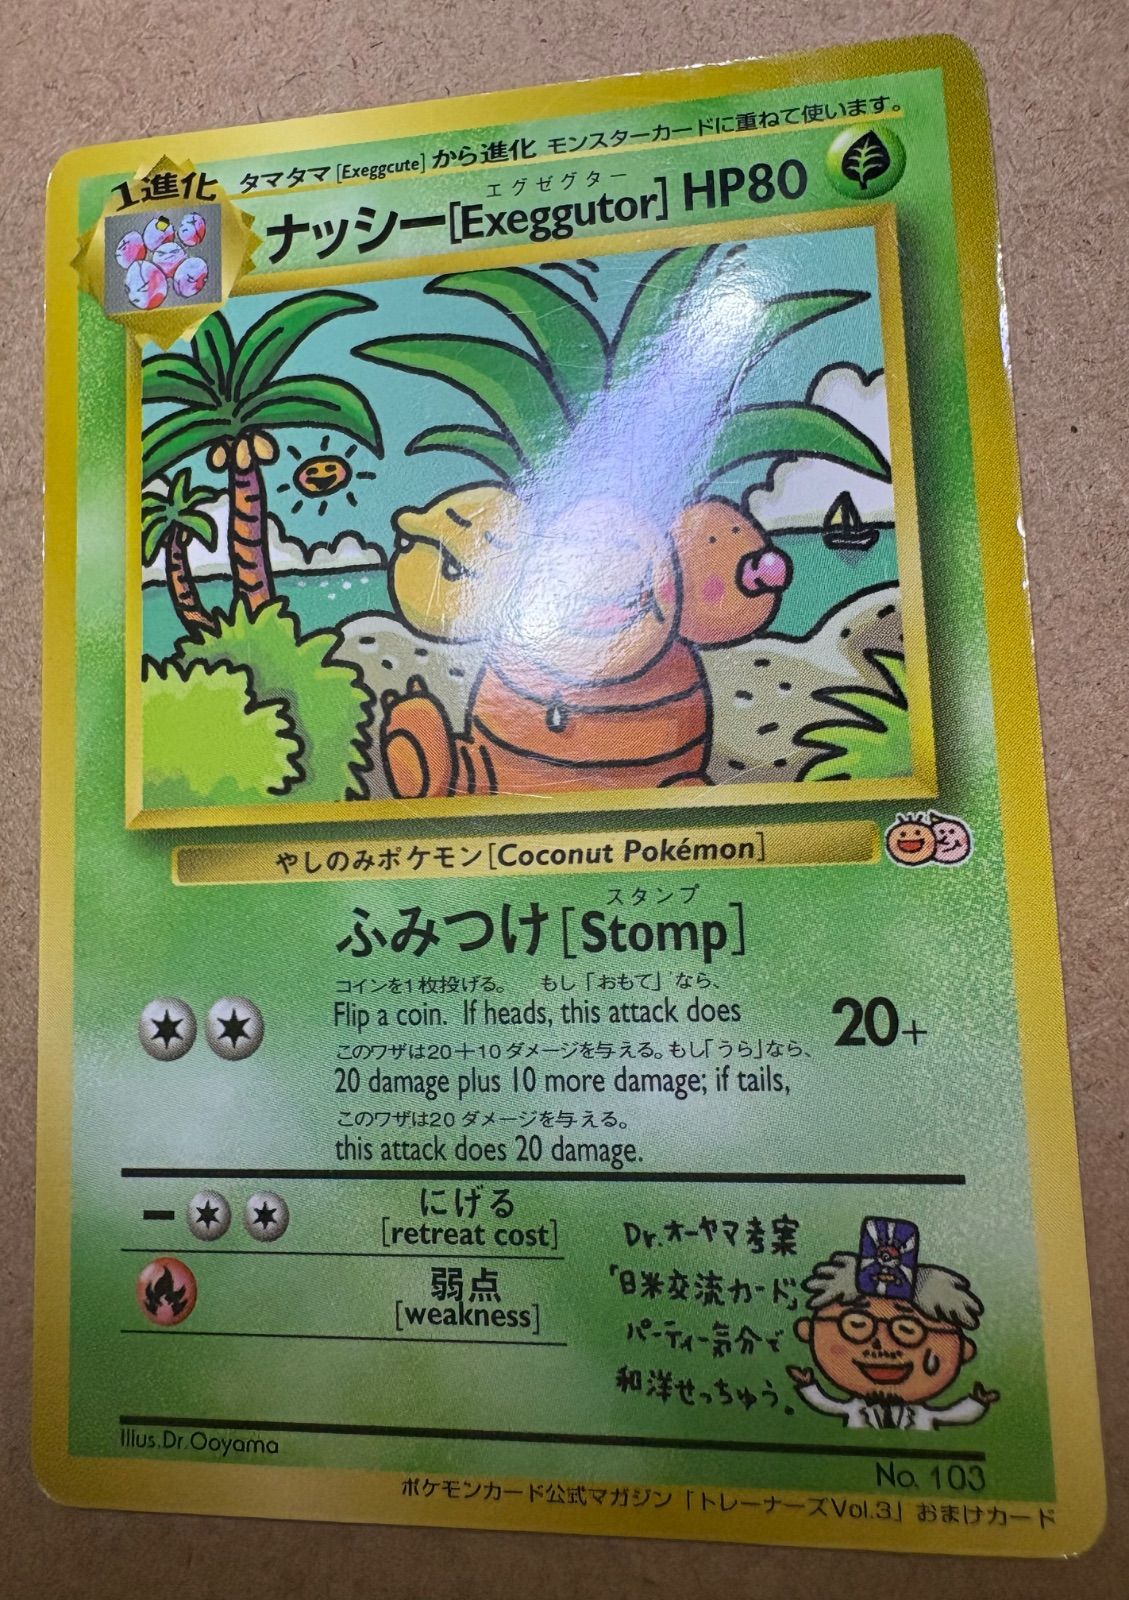 1進化
タマタマ[Exeggcute]から進化 モンスターカードに重ねて使います。
エグゼグター
ナッシー[Exeggutor] HP80
やしのみポケモン[Coconut Pokémon]
スタンプ
ふみつけ[Stomp]
コインを1枚投げる。 もし「おもて」なら、
Flip a coin. If heads, this attack does
20+
このワザは20+10ダメージを与える。もし「うら」なら、
20 damage plus 10 more damage; if tails,
このワザは20ダメージを与える。
this attack does 20 damage.
にげる
[retreat cost]
弱点
[weakness]
Dr.オーヤマ考案
「日米交流カード」
パーティー気分で
和洋せっちゅう。
Illus.Dr.Ooyama
No. 103
ポケモンカード公式マガジン「トレーナーズVol.3」おまけカード